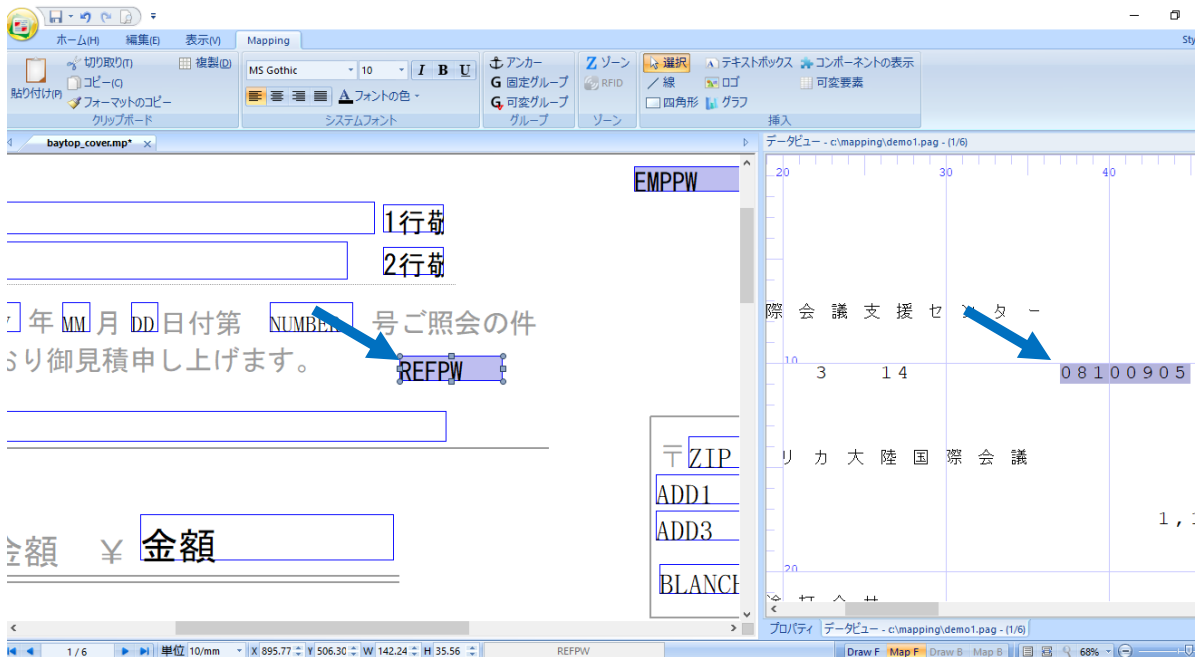 ホーム(H) 編集(E) 表示(V) Mapping
切り取り(T) 複製(D)
コピー(C)
貼り付け(P)
フォーマットのコピー
クリップボード
MS Gothic 10 I B U
フォントの色
システムフォント
アンカー
G 固定グループ
G 可変グループ
グループ
Z ゾーン
RFID
ゾーン
選択 テキストボックス コンポーネントの表示
線 ロゴ 可変要素
四角形 グラフ
挿入
baytop_cover.mp*
データビュー - c:\mapping\demo1.pag - (1/6)
EMPPW
1行敬
2行敬
年 MM 月 DD 日付第 NUMBER 号ご照会の件
り御見積申し上げます。
REFPW
〒 ZIP
ADD1
ADD3
金額 ¥ 金額
BLANCH
20 30 40
際会議支援センター
10
3 14 08100905
リカ大陸国際会議
1,
20
プロパティ データビュー - c:\mapping\demo1.pag - (1/6)
1/6 単位 10/mm X 895.77 Y 506.30 W 142.24 H 35.56 REFPW Draw F Map F Draw B Map B 68%